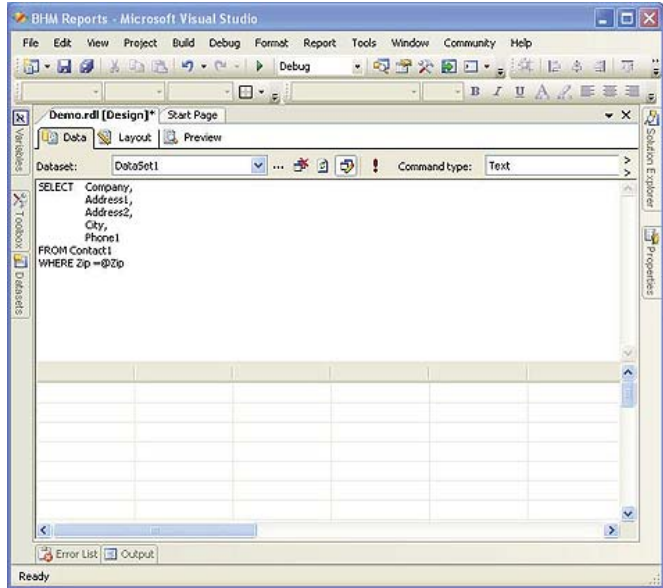 BHM Reports - Microsoft Visual Studio
File Edit View Project Build Debug Format Report Tools Window Community Help
Debug
B I U A
Demo.rdl [Design]* Start Page
Data Layout Preview
Dataset: DataSet1 ... ! Command type: Text
SELECT Company,
Address1,
Address2,
City,
Phone1
FROM Contact1
WHERE Zip =@Zip
Variables
Toolbox
Datasets
Solution Explorer
Properties
Error List Output
Ready